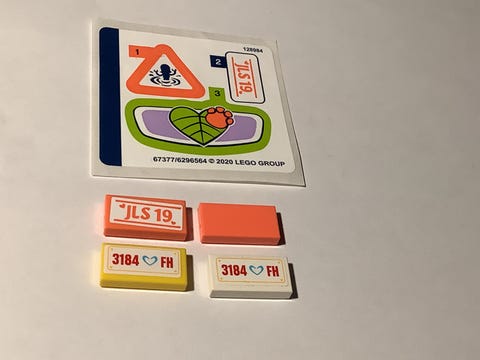 128984
1
2
JLS 19
3
67377/6296564 © 2020 LEGO GROUP
JLS 19
3184 FH
3184 FH